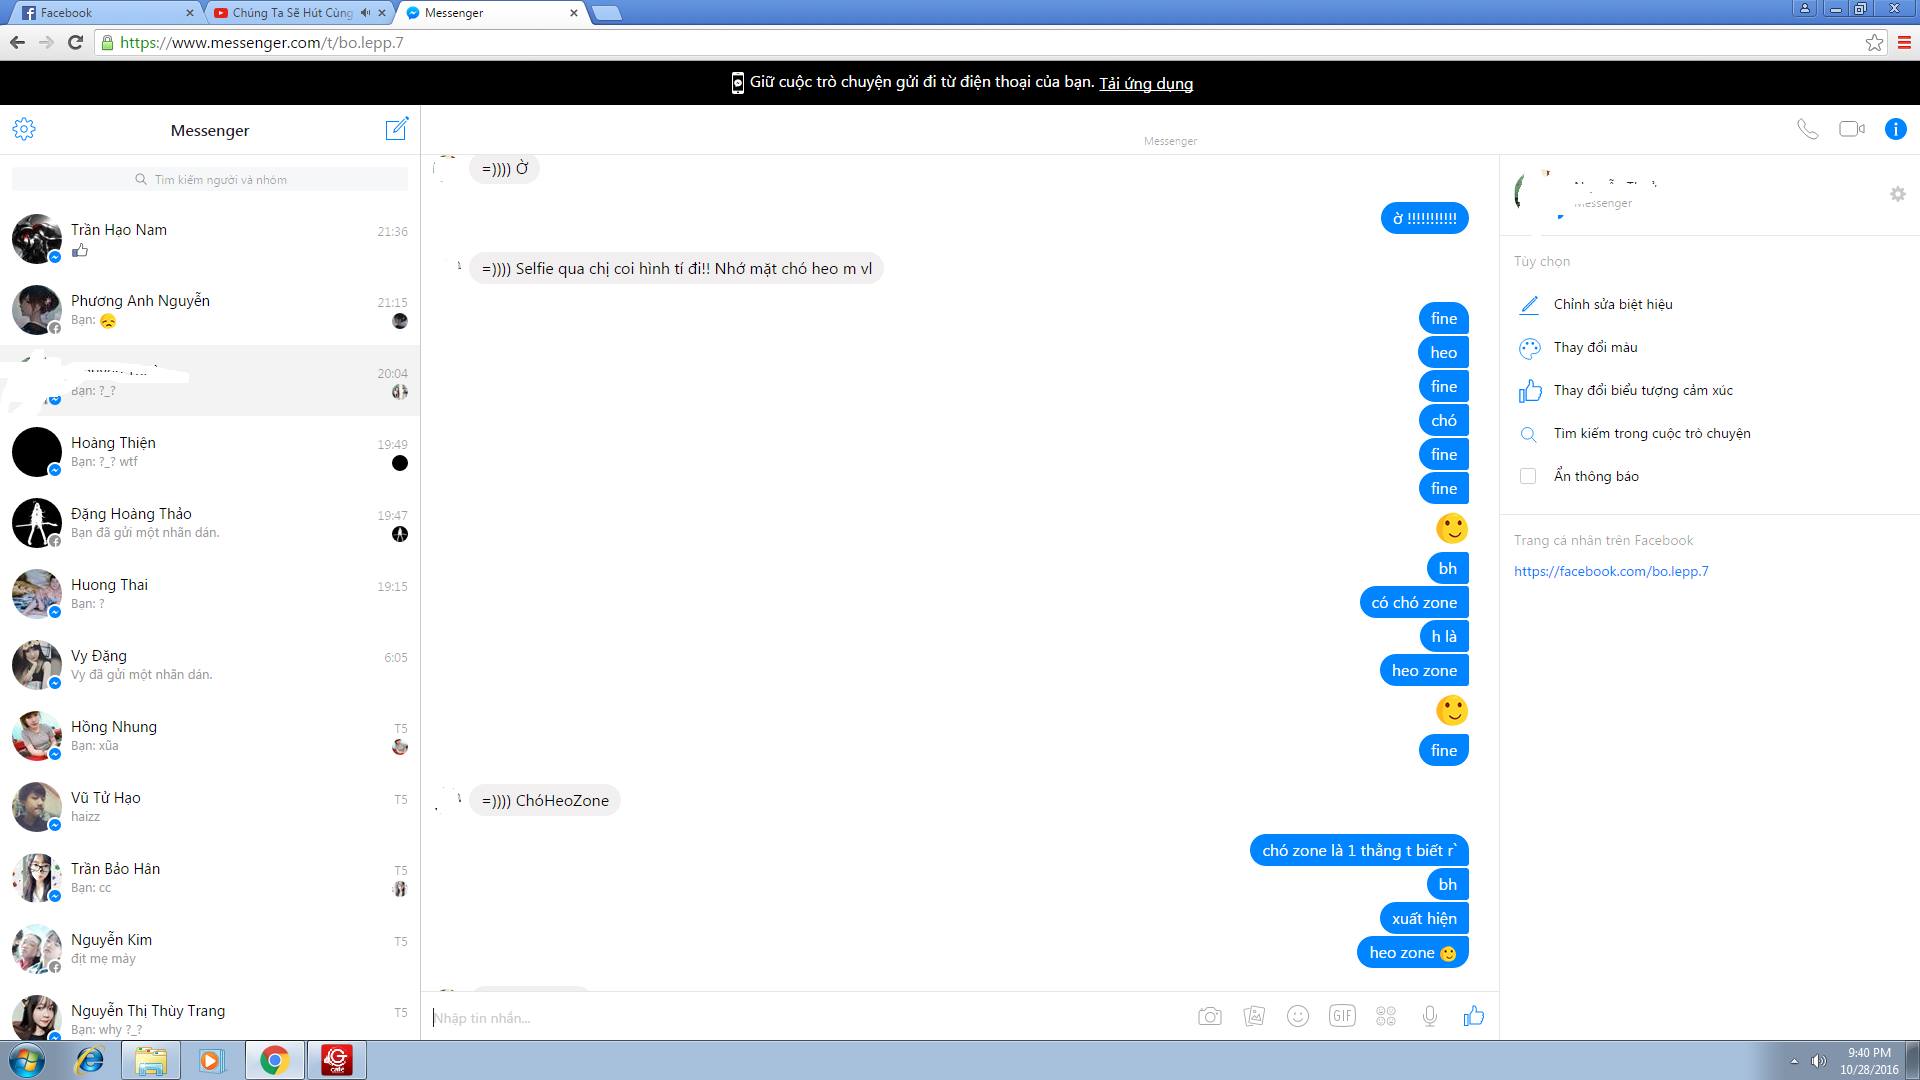 Facebook
Chúng Ta Sẽ Hút Cùng
Messenger
https://www.messenger.com/t/bo.lepp.7
Giữ cuộc trò chuyện gửi đi từ điện thoại của bạn. Tải ứng dụng
Messenger
Tìm kiếm người và nhóm
Trần Hạo Nam
21:36
Phương Anh Nguyễn
21:15
Bạn: 😞
20:04
Bạn: ?_?
Hoàng Thiện
19:49
Bạn: ?_? wtf
Đặng Hoàng Thảo
19:47
Bạn đã gửi một nhãn dán.
Huong Thai
19:15
Bạn: ?
Vy Đặng
6:05
Vy đã gửi một nhãn dán.
Hồng Nhung
T5
Bạn: xũa
Vũ Tử Hạo
T5
haizz
Trần Bảo Hân
T5
Bạn: cc
Nguyễn Kim
T5
địt mẹ mày
Nguyễn Thị Thùy Trang
T5
Bạn: why ?_?
Messenger
=)))) Ờ
ờ !!!!!!!!!!!
=)))) Selfie qua chị coi hình tí đi!! Nhớ mặt chó heo m vl
fine
heo
fine
chó
fine
fine
🙂
bh
có chó zone
h là
heo zone
🙂
fine
=)))) ChóHeoZone
chó zone là 1 thằng t biết r`
bh
xuất hiện
heo zone 🙂
Nhập tin nhắn...
GIF
Messenger
Tùy chọn
Chỉnh sửa biệt hiệu
Thay đổi màu
Thay đổi biểu tượng cảm xúc
Tìm kiếm trong cuộc trò chuyện
Ẩn thông báo
Trang cá nhân trên Facebook
https://facebook.com/bo.lepp.7
9:40 PM
10/28/2016